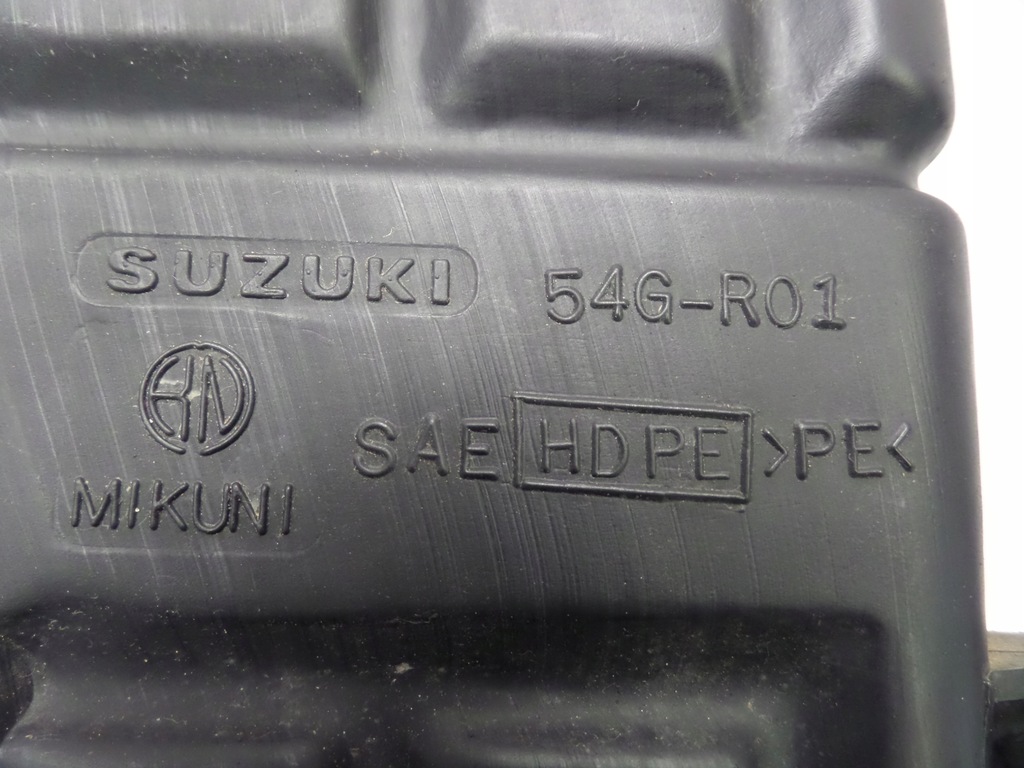 SUZUKI 54G-R01
SAE HDPE >PE<
MIKUNI